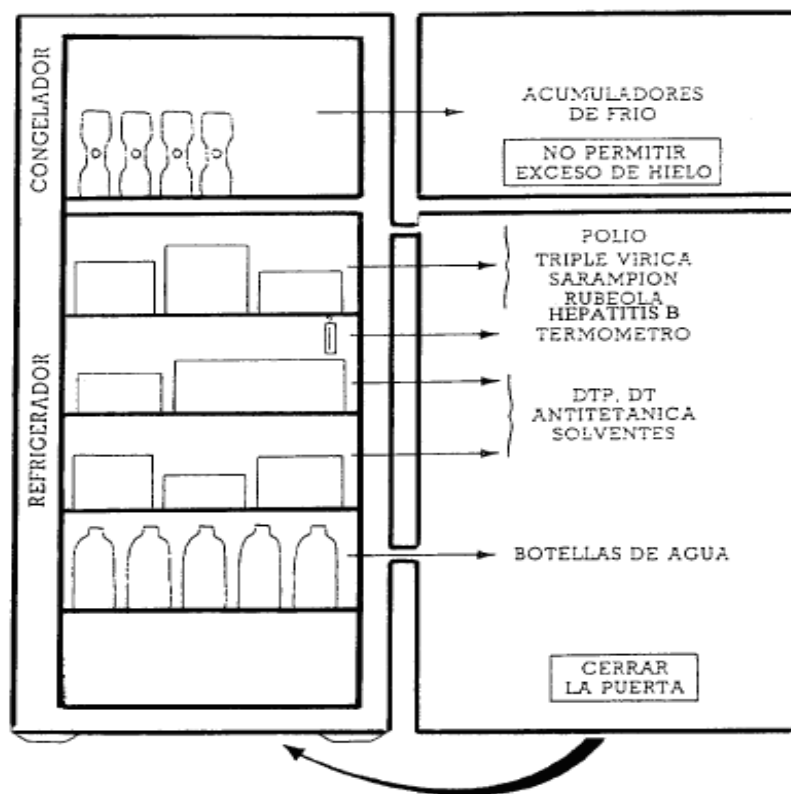 CONGELADOR
ACUMULADORES
DE FRIO
NO PERMITIR
EXCESO DE HIELO
REFRIGERADOR
POLIO
TRIPLE VIRICA
SARAMPION
RUBEOLA
HEPATITIS B
TERMOMETRO
DTP, DT
ANTITETANICA
SOLVENTES
BOTELLAS DE AGUA
CERRAR
LA PUERTA